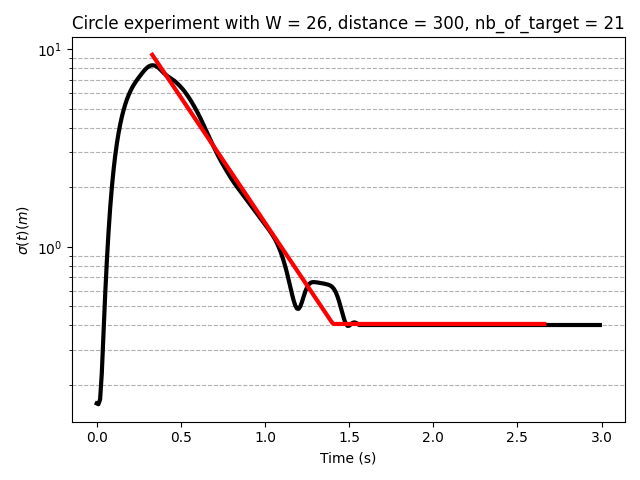 Circle experiment with W = 26, distance = 300, nb_of_target = 21
10¹
σ(t)(m)
10⁰
0.0 0.5 1.0 1.5 2.0 2.5 3.0
Time (s)